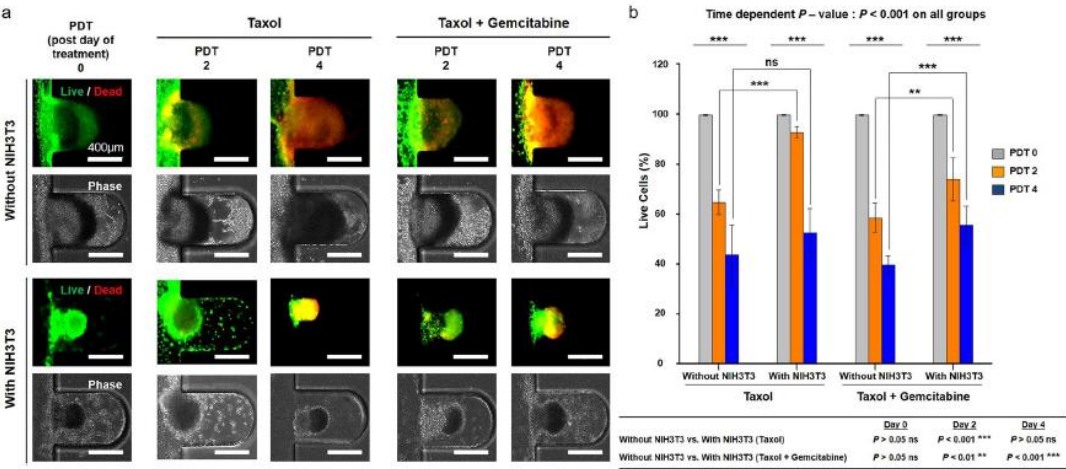 a
PDT
(post day of
treatment)
0
Taxol
PDT
2
PDT
4
Taxol + Gemcitabine
PDT
2
PDT
4
Without NIH3T3
Live / Dead
400μm
Phase
With NIH3T3
Live / Dead
Phase
b
Time dependent P – value : P < 0.001 on all groups
*** *** *** ***
ns
***
***
**
Live Cells (%)
120
100
80
60
40
20
0
PDT 0
PDT 2
PDT 4
Without NIH3T3 With NIH3T3 Without NIH3T3 With NIH3T3
Taxol Taxol + Gemcitabine
Day 0 Day 2 Day 4
Without NIH3T3 vs. With NIH3T3 (Taxol) P > 0.05 ns P < 0.001 *** P > 0.05 ns
Without NIH3T3 vs. With NIH3T3 (Taxol + Gemcitabine) P > 0.05 ns P < 0.01 ** P < 0.001 ***